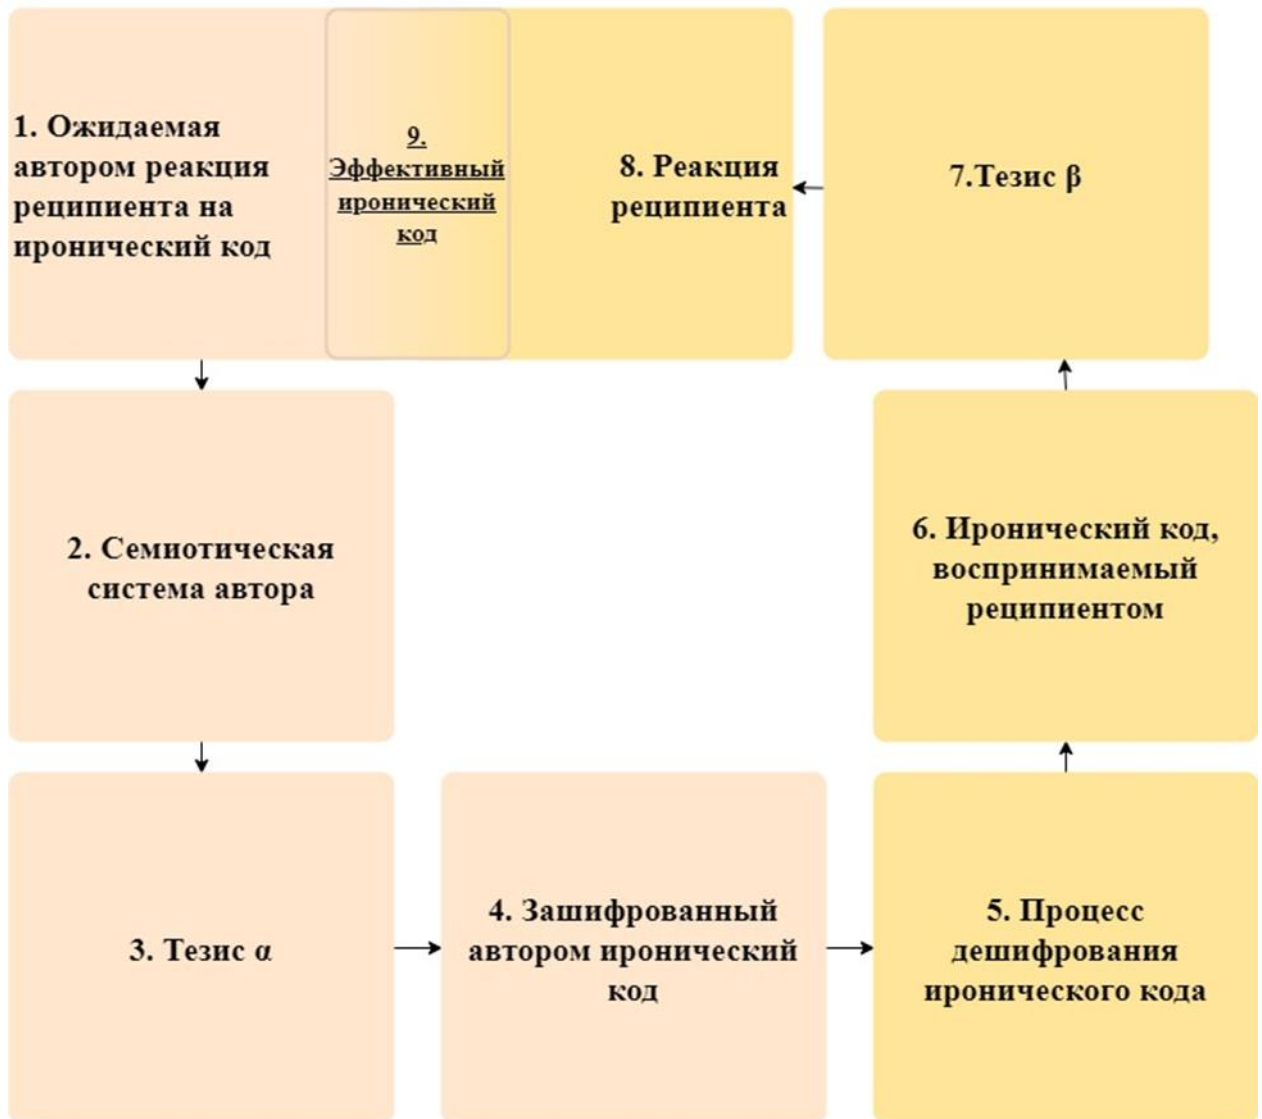 1. Ожидаемая
автором реакция
реципиента на
иронический код
2. Семиотическая
система автора
3. Тезис α
4. Зашифрованный
автором иронический
код
5. Процесс
дешифрования
иронического кода
6. Иронический код,
воспринимаемый
реципиентом
7.Тезис β
8. Реакция
реципиента
9.
Эффективный
иронический
код